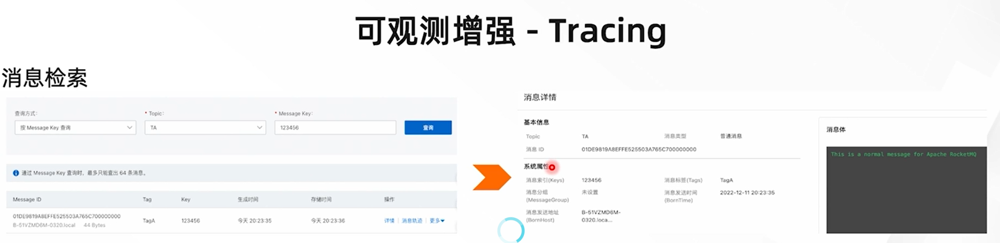 可观测增强 - Tracing
消息检索
查询方式:
* Topic:
* Message Key:
按 Message Key 查询
TA
123456
查询
通过 Message Key 查询时，最多只能查出 64 条消息。
Message ID
Tag
Key
生成时间
存储时间
操作
01DE9819A8EFFE525503A765C700000000
B-51VZMD6M-0320.local 44 Bytes
TagA
123456
今天 20:23:35
今天 20:23:36
详情
消息轨迹
更多
消息详情
基本信息
Topic
TA
消息类型
普通消息
消息 ID
01DE9819A8EFFE525503A765C700000000
系统属性
消息索引(Keys)
123456
消息标签(Tags)
TagA
消息分组
(MessageGroup)
未设置
消息发送时间
(BornTime)
2022-12-11 20:23:35
消息发送地址
(BornHost)
B-51VZMD6M-
0320.loca...
消息体
This is a normal message for Apache RocketMQ